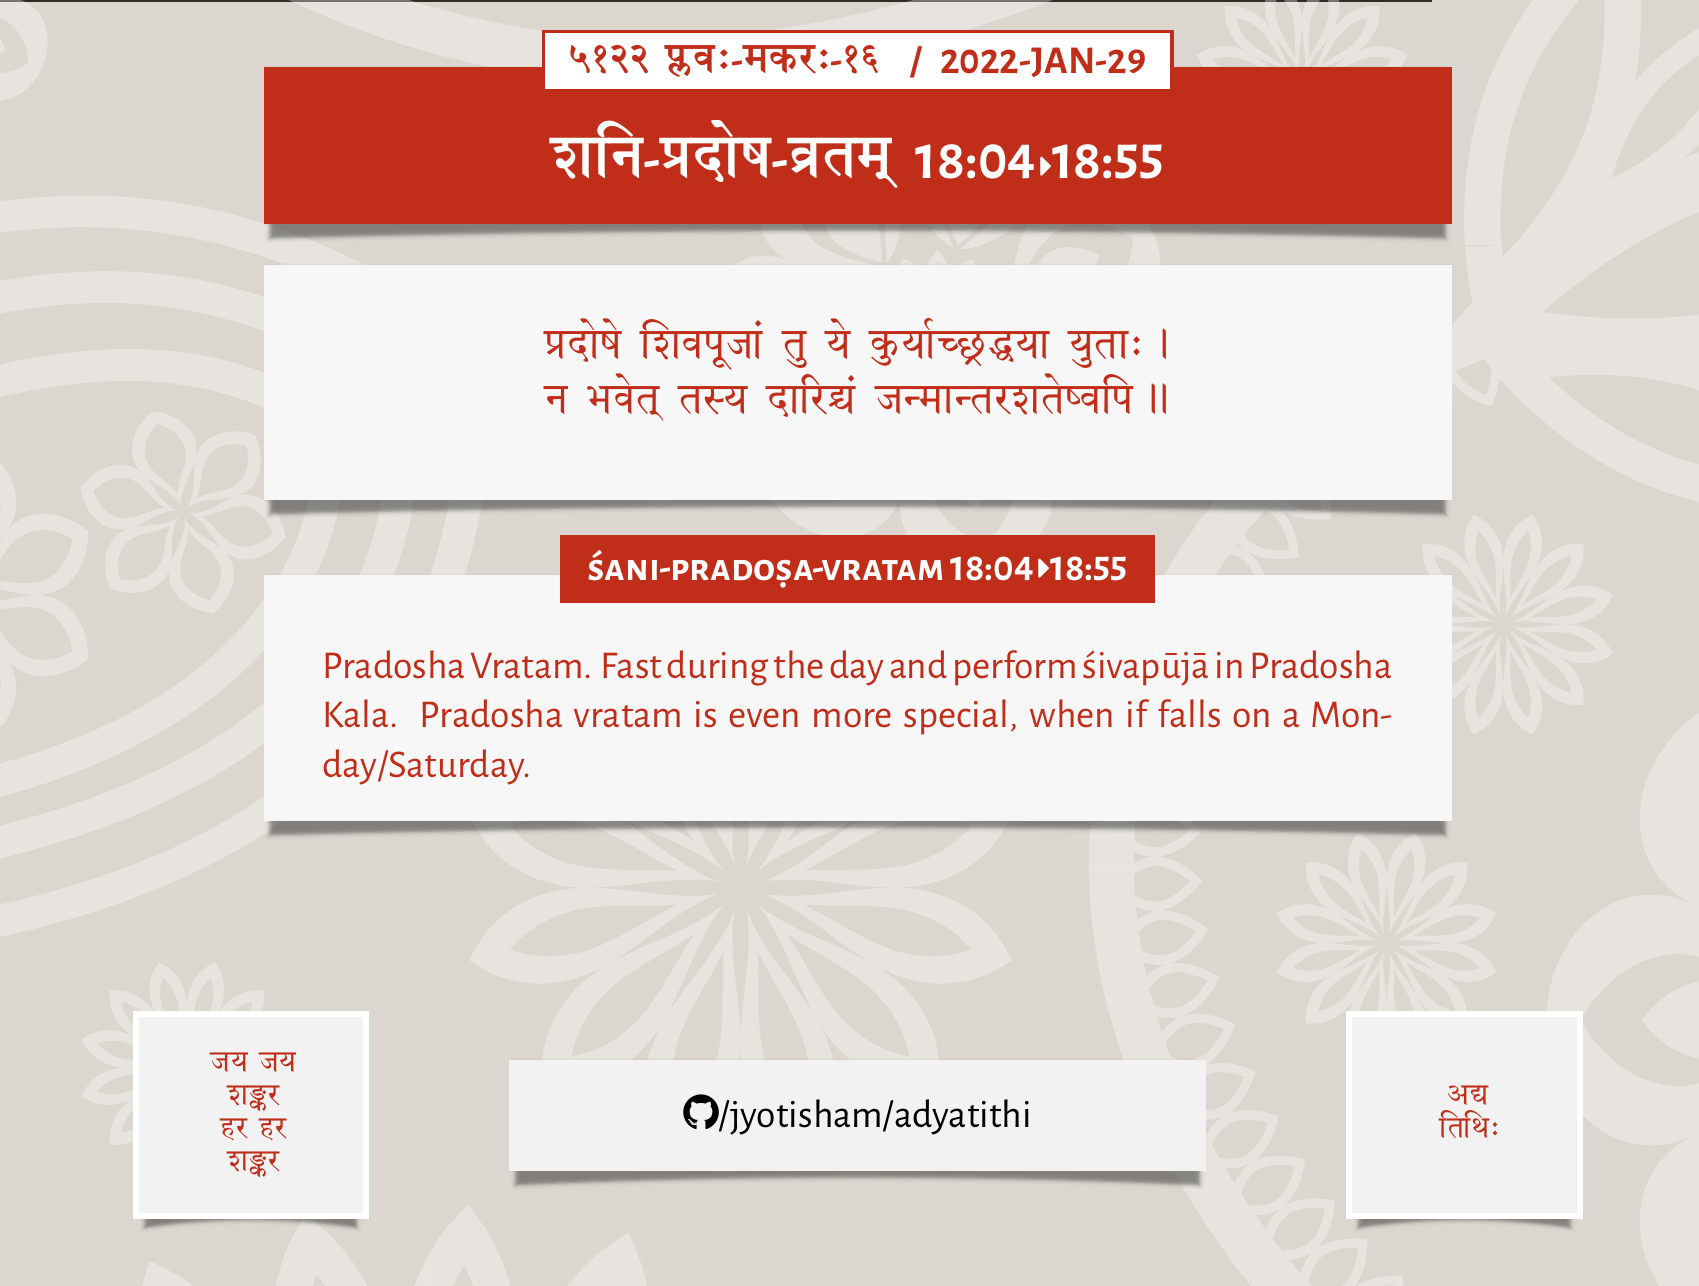 ५१२२ प्लवः-मकरः-१६ / 2022-JAN-29
शनि-प्रदोष-व्रतम् 18:04▸18:55
प्रदोषे शिवपूजां तु ये कुर्याच्छ्रद्धया युताः ।
न भवेत् तस्य दारिद्र्यं जन्मान्तरशतेष्वपि ॥
ŚANI-PRADOṢA-VRATAM 18:04▸18:55
Pradosha Vratam. Fast during the day and perform śivapūjā in Pradosha
Kala. Pradosha vratam is even more special, when if falls on a Mon-
day/Saturday.
जय जय
शङ्कर
हर हर
शङ्कर
/jyotisham/adyatithi
अद्य
तिथिः